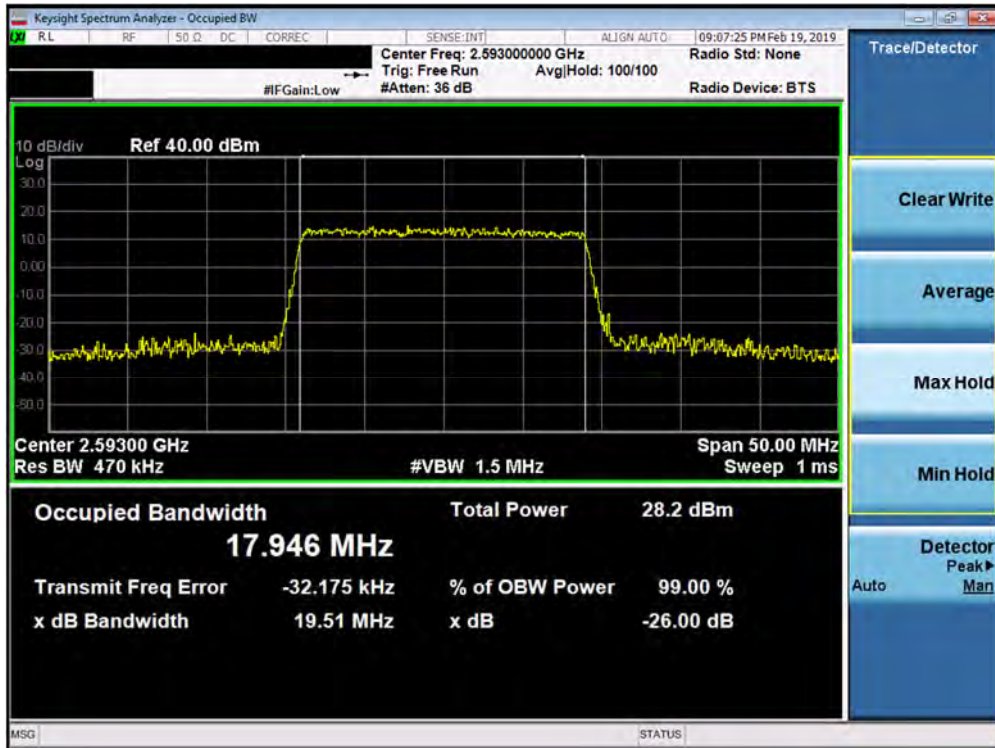 Keysight Spectrum Analyzer - Occupied BW
LXI RL RF 50 Ω DC CORREC SENSE:INT ALIGN AUTO 09:07:25 PM Feb 19, 2019
Center Freq: 2.593000000 GHz Radio Std: None
Trig: Free Run Avg|Hold: 100/100
#IFGain:Low #Atten: 36 dB Radio Device: BTS
Trace/Detector
10 dB/div Ref 40.00 dBm
Log
30.0
20.0
10.0
0.00
-10.0
-20.0
-30.0
-40.0
-50.0
Center 2.59300 GHz Span 50.00 MHz
Res BW 470 kHz #VBW 1.5 MHz Sweep 1 ms
Occupied Bandwidth Total Power 28.2 dBm
17.946 MHz
Transmit Freq Error -32.175 kHz % of OBW Power 99.00 %
x dB Bandwidth 19.51 MHz x dB -26.00 dB
Clear Write
Average
Max Hold
Min Hold
Detector
Peak▶
Auto Man
MSG STATUS